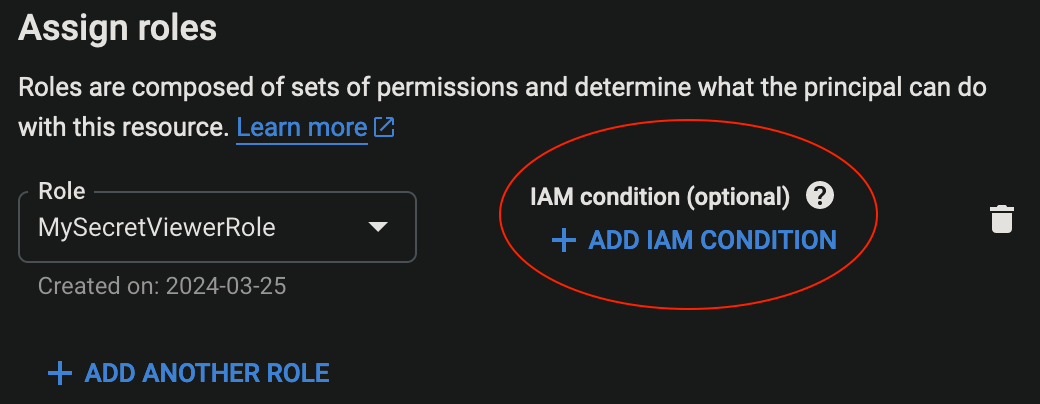 Assign roles
Roles are composed of sets of permissions and determine what the principal can do
with this resource. Learn more
Role
MySecretViewerRole
Created on: 2024-03-25
IAM condition (optional) ?
+ ADD IAM CONDITION
+ ADD ANOTHER ROLE